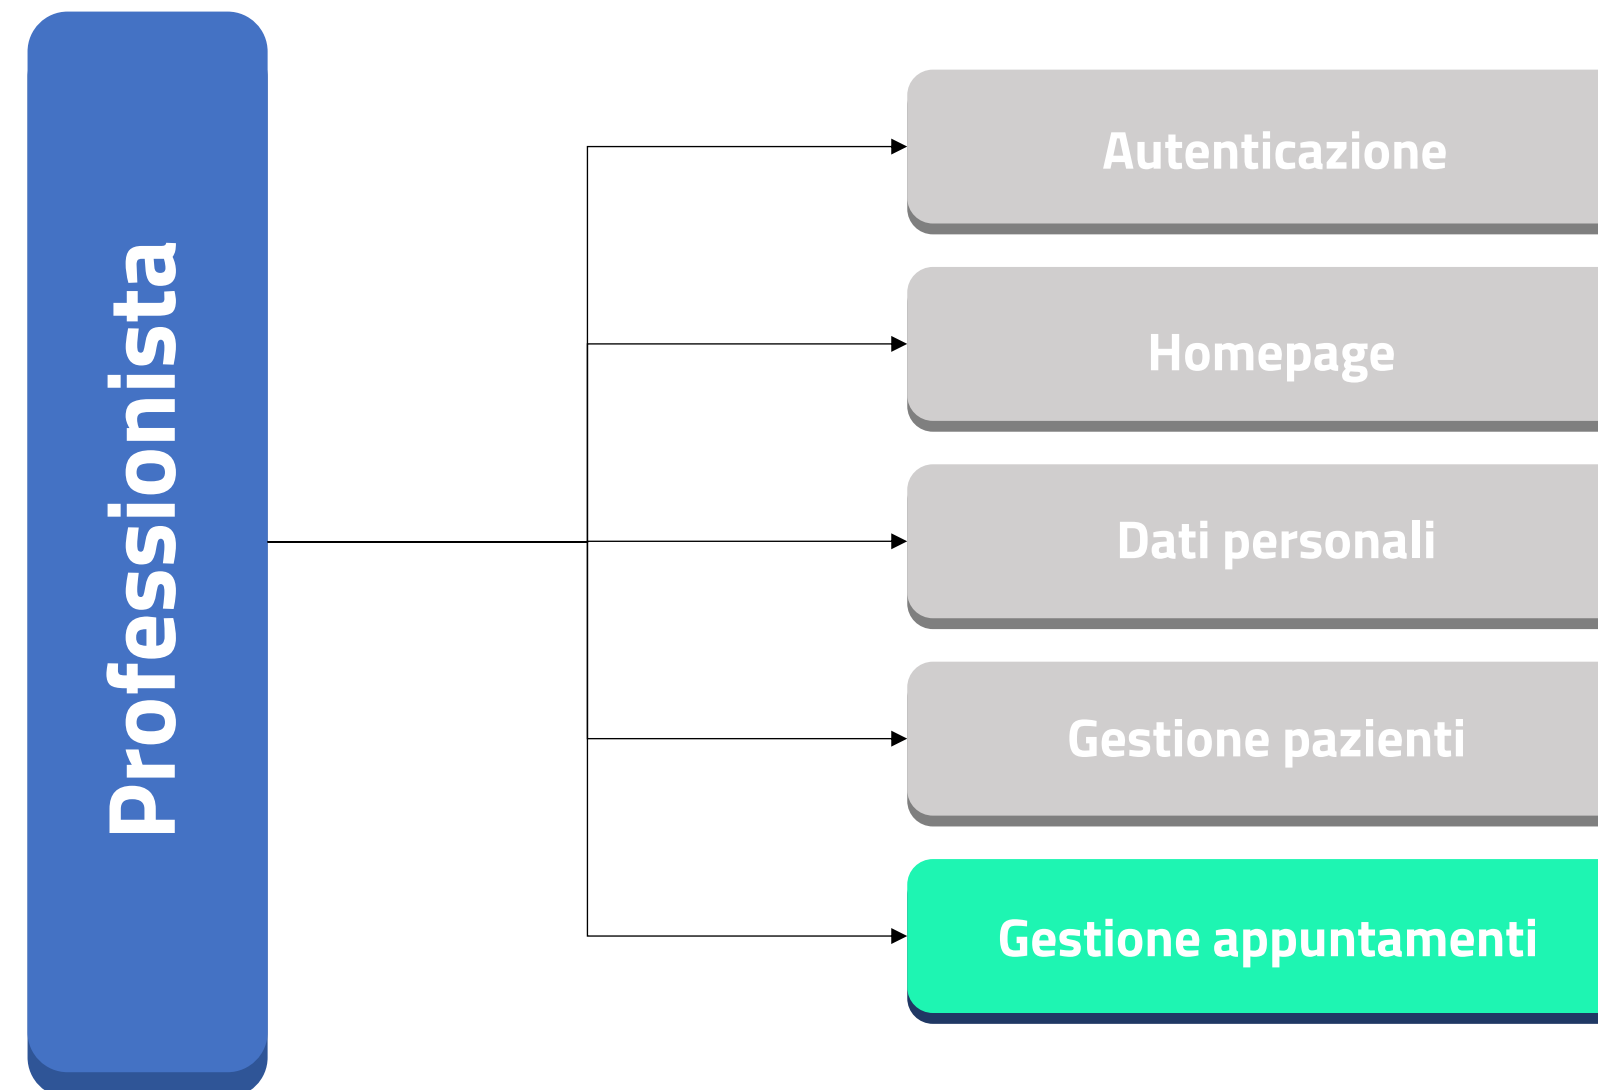 Professionista
Autenticazione
Homepage
Dati personali
Gestione pazienti
Gestione appuntamenti